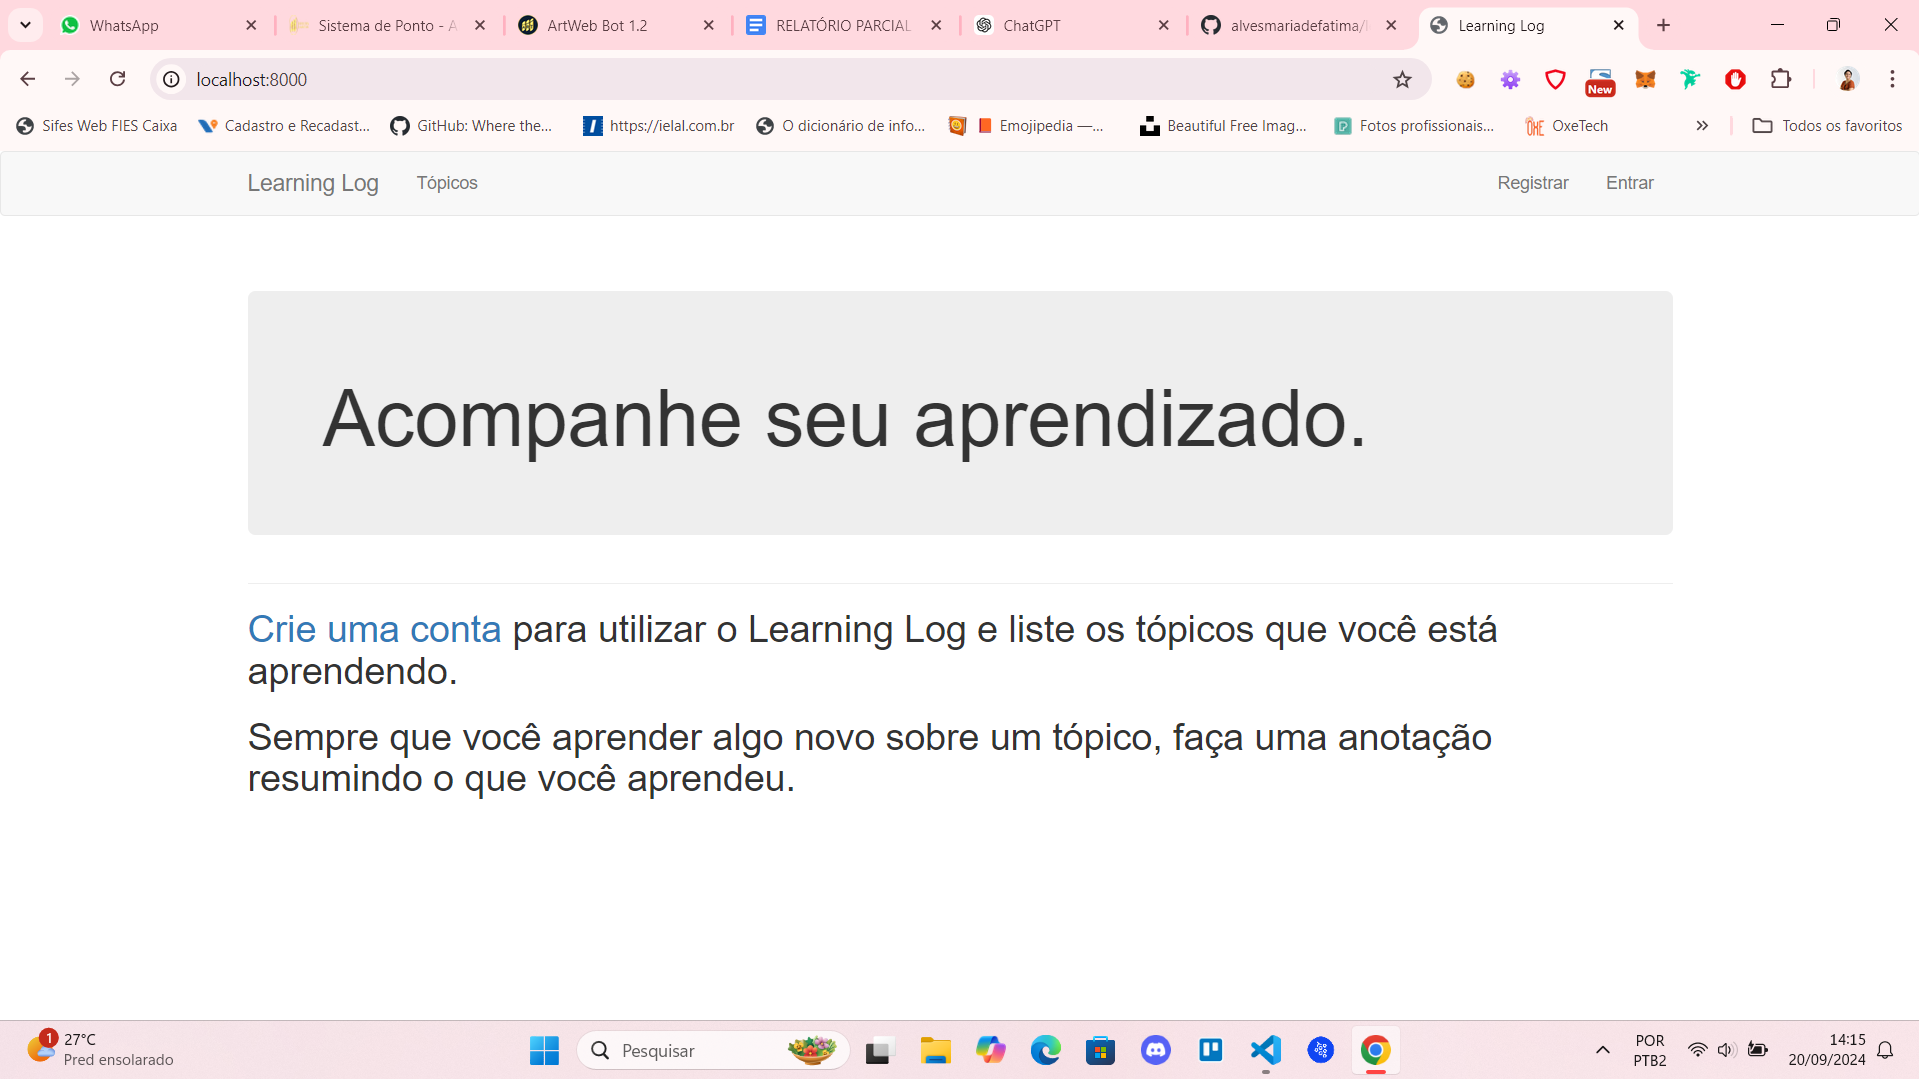 WhatsApp
Sistema de Ponto - A
ArtWeb Bot 1.2
RELATÓRIO PARCIAL
ChatGPT
alvesmariadefatima/
Learning Log
localhost:8000
New
Sifes Web FIES Caixa
Cadastro e Recadast...
GitHub: Where the...
https://ielal.com.br
O dicionário de info...
Emojipedia —...
Beautiful Free Imag...
Fotos profissionais...
OxeTech
Todos os favoritos
Learning Log
Tópicos
Registrar
Entrar
Acompanhe seu aprendizado.
Crie uma conta para utilizar o Learning Log e liste os tópicos que você está
aprendendo.
Sempre que você aprender algo novo sobre um tópico, faça uma anotação
resumindo o que você aprendeu.
1
27°C
Pred ensolarado
Pesquisar
POR
PTB2
14:15
20/09/2024